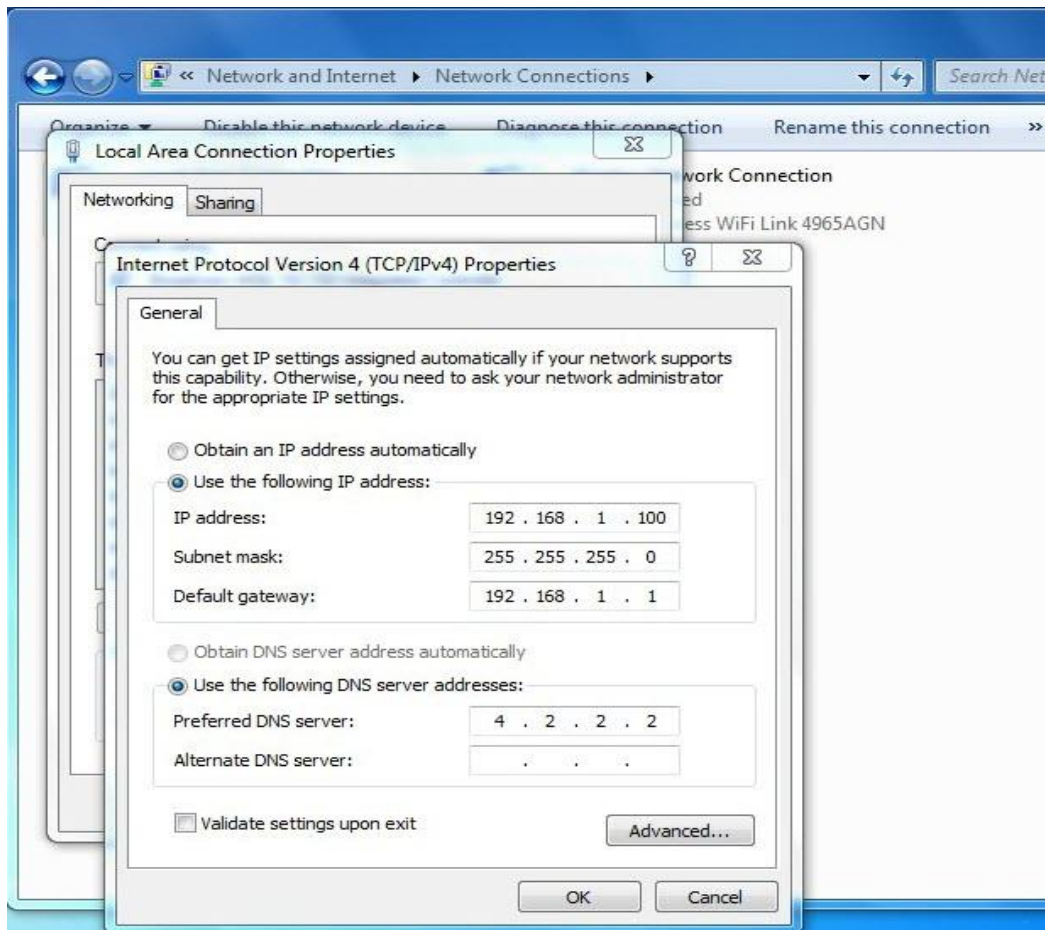 « Network and Internet ▸ Network Connections ▸
Search Net
Organize Disable this network device Diagnose this connection Rename this connection »
Local Area Connection Properties
work Connection
ed
ess WiFi Link 4965AGN
Networking Sharing
Internet Protocol Version 4 (TCP/IPv4) Properties
General
You can get IP settings assigned automatically if your network supports
this capability. Otherwise, you need to ask your network administrator
for the appropriate IP settings.
Obtain an IP address automatically
Use the following IP address:
IP address: 192 . 168 . 1 . 100
Subnet mask: 255 . 255 . 255 . 0
Default gateway: 192 . 168 . 1 . 1
Obtain DNS server address automatically
Use the following DNS server addresses:
Preferred DNS server: 4 . 2 . 2 . 2
Alternate DNS server: . . .
Validate settings upon exit
Advanced...
OK Cancel